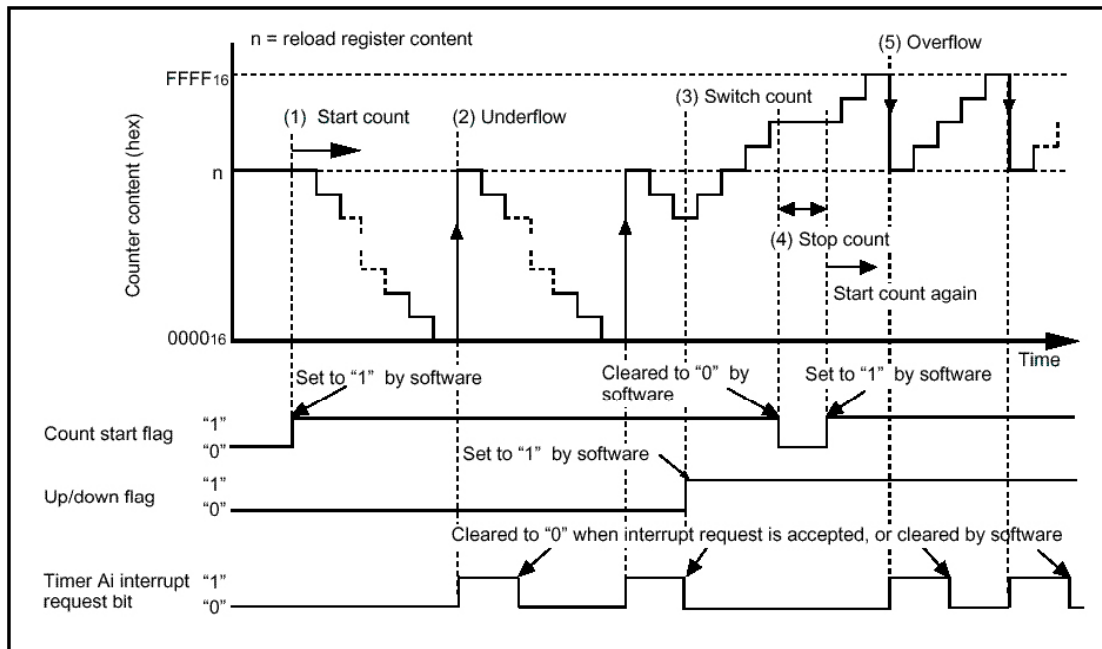 n = reload register content
(5) Overflow
FFFF16
(3) Switch count
(1) Start count
(2) Underflow
Counter content (hex)
n
(4) Stop count
Start count again
000016
Time
Set to “1” by software
Cleared to “0” by
software
Set to “1” by software
Count start flag
“1”
“0”
Set to “1” by software
Up/down flag
“1”
“0”
Cleared to “0” when interrupt request is accepted, or cleared by software
Timer Ai interrupt
request bit
“1”
“0”